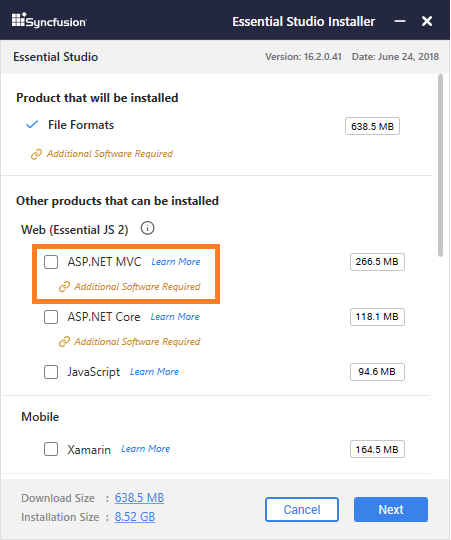 Syncfusion Essential Studio Installer
Essential Studio Version: 16.2.0.41 Date: June 24, 2018
Product that will be installed
File Formats 638.5 MB
Additional Software Required
Other products that can be installed
Web (Essential JS 2)
ASP.NET MVC Learn More 266.5 MB
Additional Software Required
ASP.NET Core Learn More 118.1 MB
Additional Software Required
JavaScript Learn More 94.6 MB
Mobile
Xamarin Learn More 164.5 MB
Download Size : 638.5 MB
Installation Size : 8.52 GB
Cancel Next